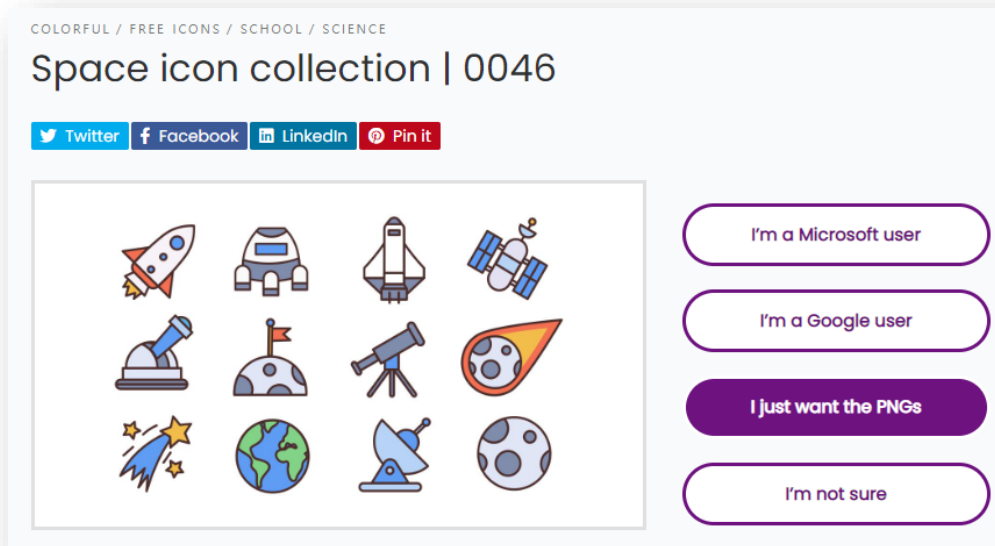 COLORFUL / FREE ICONS / SCHOOL / SCIENCE
Space icon collection | 0046
Twitter Facebook LinkedIn Pin it
I'm a Microsoft user
I'm a Google user
I just want the PNGs
I'm not sure